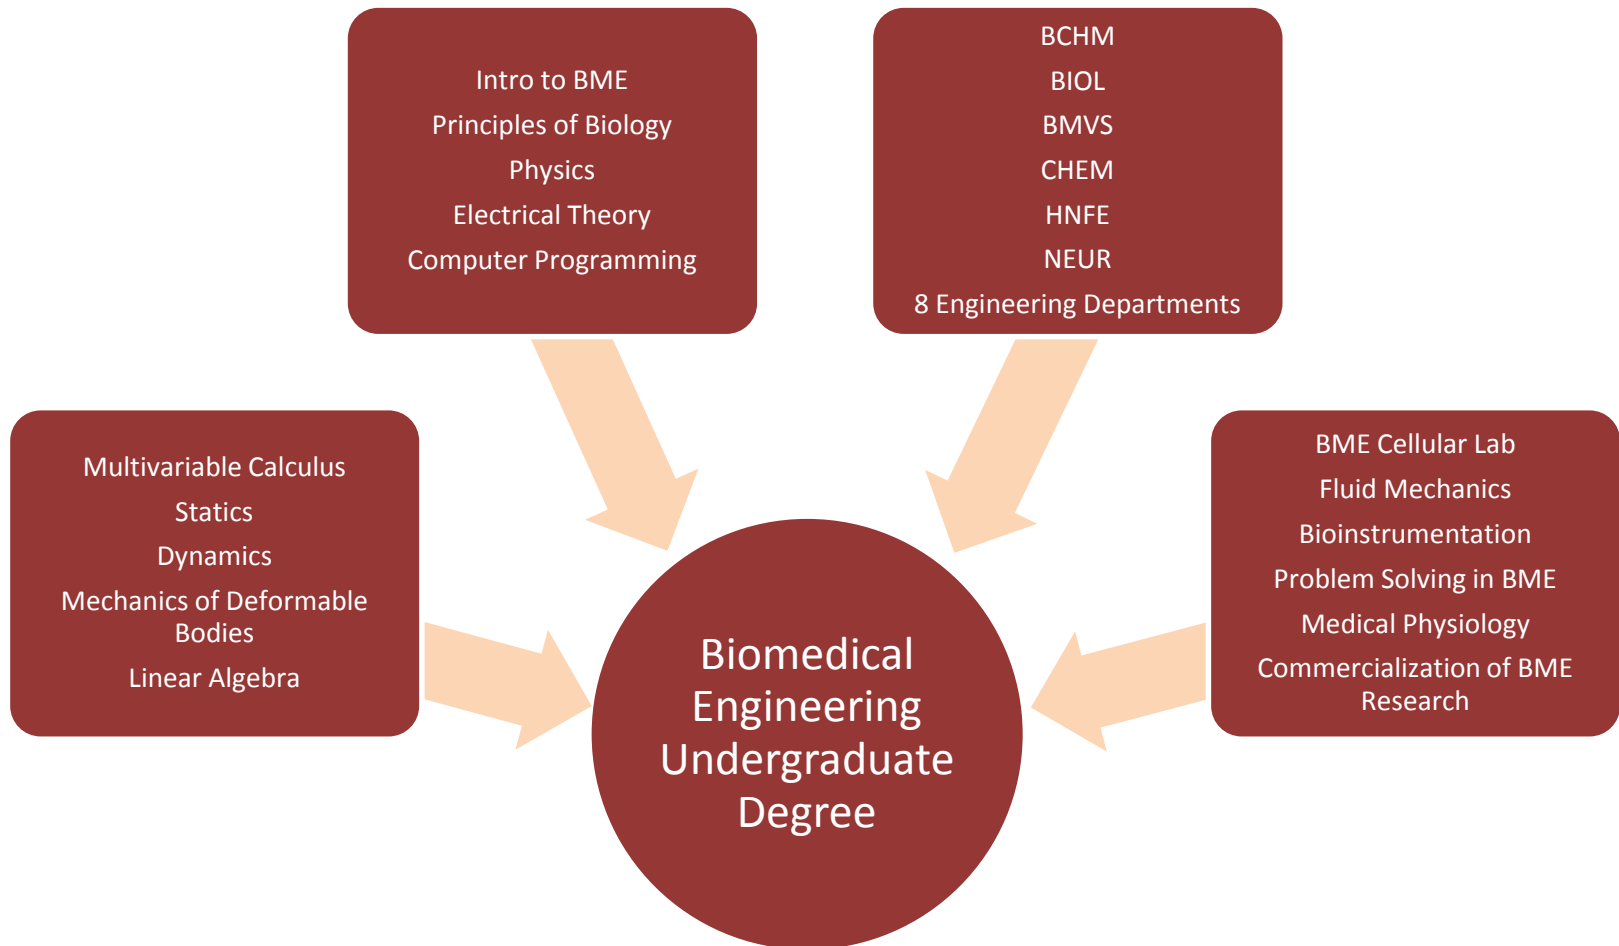 Intro to BME
Principles of Biology
Physics
Electrical Theory
Computer Programming
BCHM
BIOL
BMVS
CHEM
HNFE
NEUR
8 Engineering Departments
Multivariable Calculus
Statics
Dynamics
Mechanics of Deformable
Bodies
Linear Algebra
BME Cellular Lab
Fluid Mechanics
Bioinstrumentation
Problem Solving in BME
Medical Physiology
Commercialization of BME
Research
Biomedical
Engineering
Undergraduate
Degree